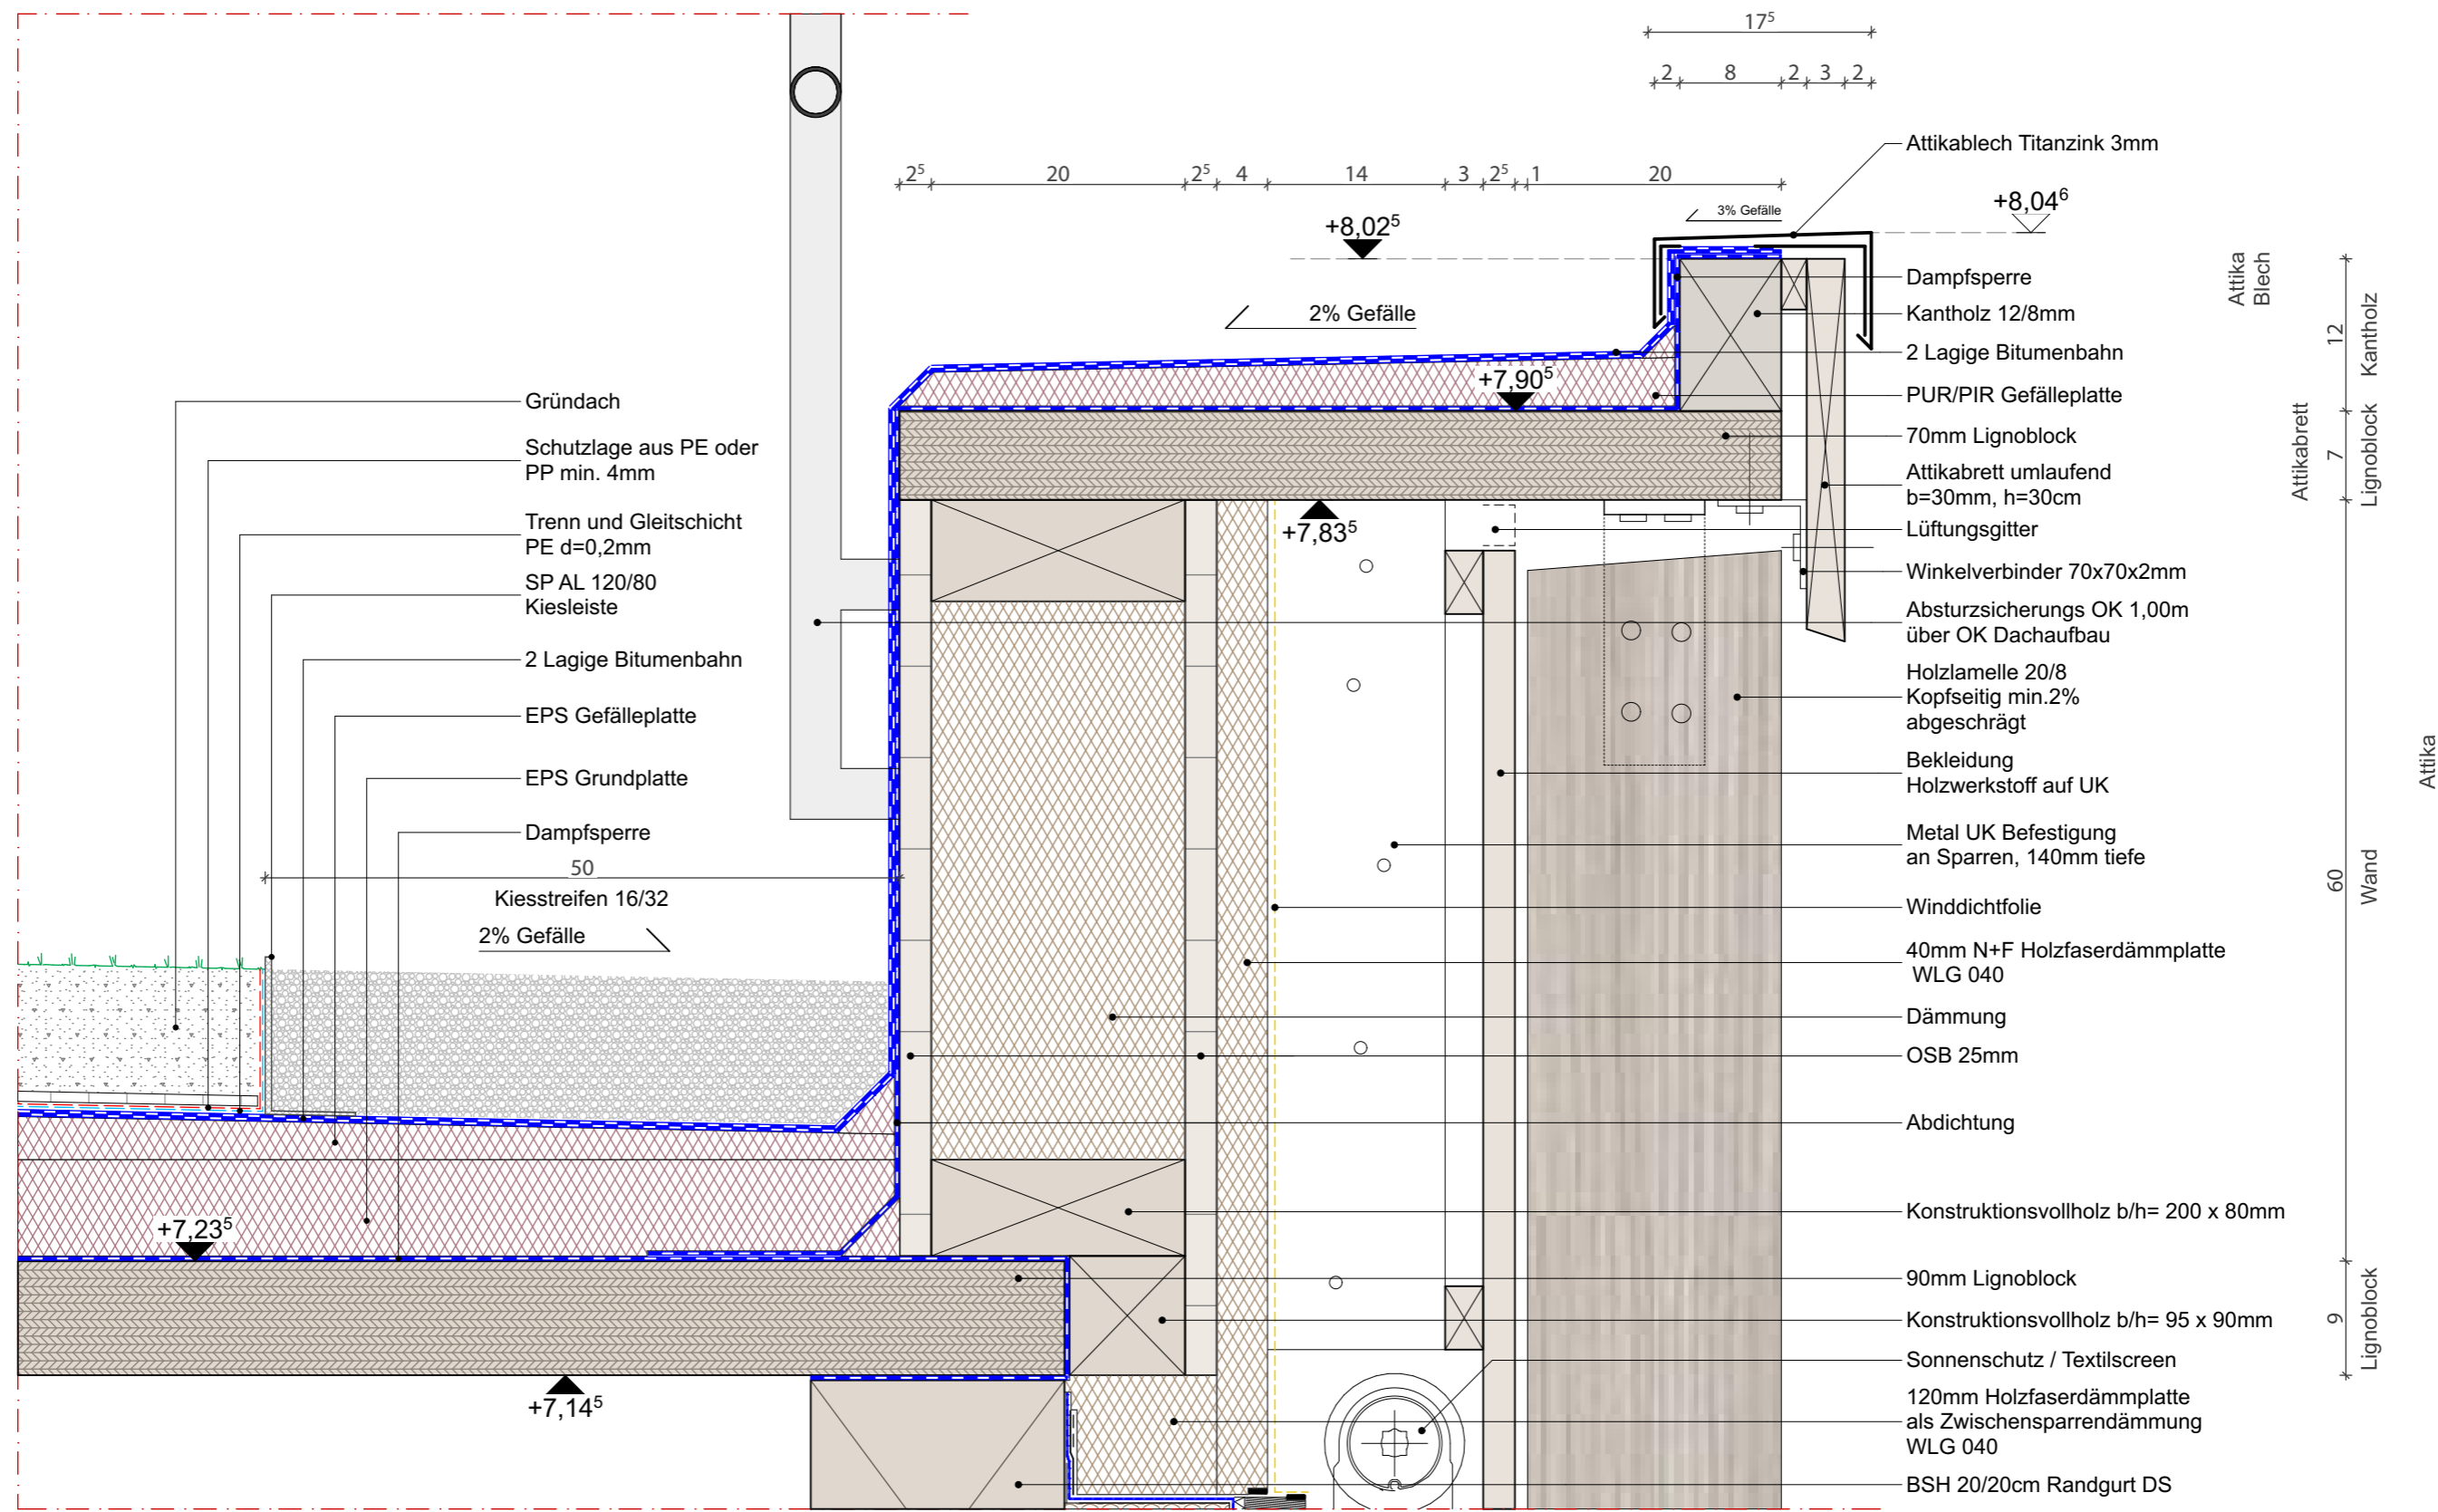 17⁵
2 8 2 3 2
Attikablech Titanzink 3mm
2⁵ 20 2⁵ 4 14 3 2⁵ 1 20
3% Gefälle
+8,04⁶
+8,02⁵
Dampfsperre
Kantholz 12/8mm
2% Gefälle
2 Lagige Bitumenbahn
+7,90⁵
PUR/PIR Gefälleplatte
70mm Lignoblock
Attikabrett umlaufend
b=30mm, h=30cm
Lüftungsgitter
+7,83⁵
Winkelverbinder 70x70x2mm
Absturzsicherungs OK 1,00m
über OK Dachaufbau
Holzlamelle 20/8
Kopfseitig min.2%
abgeschrägt
Bekleidung
Holzwerkstoff auf UK
Metal UK Befestigung
an Sparren, 140mm tiefe
Winddichtfolie
40mm N+F Holzfaserdämmplatte
WLG 040
Dämmung
OSB 25mm
Abdichtung
Konstruktionsvollholz b/h= 200 x 80mm
90mm Lignoblock
Konstruktionsvollholz b/h= 95 x 90mm
Sonnenschutz / Textilscreen
120mm Holzfaserdämmplatte
als Zwischensparrendämmung
WLG 040
BSH 20/20cm Randgurt DS
Gründach
Schutzlage aus PE oder
PP min. 4mm
Trenn und Gleitschicht
PE d=0,2mm
SP AL 120/80
Kiesleiste
2 Lagige Bitumenbahn
EPS Gefälleplatte
EPS Grundplatte
Dampfsperre
50
Kiesstreifen 16/32
2% Gefälle
+7,23⁵
+7,14⁵
Attika
Blech
12
Kantholz
Attikabrett
7
Lignoblock
60
Wand
Attika
9
Lignoblock